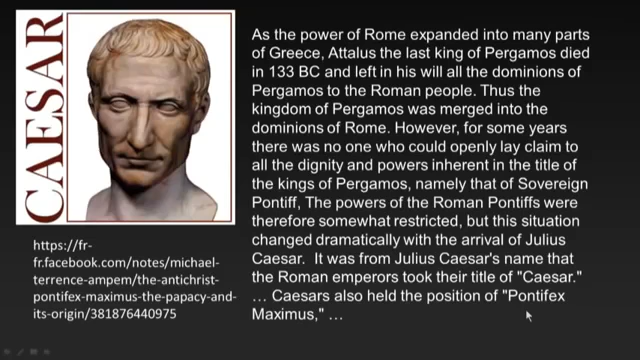 CAESAR
As the power of Rome expanded into many parts
of Greece, Attalus the last king of Pergamos died
in 133 BC and left in his will all the dominions of
Pergamos to the Roman people. Thus the
kingdom of Pergamos was merged into the
dominions of Rome. However, for some years
there was no one who could openly lay claim to
all the dignity and powers inherent in the title of
the kings of Pergamos, namely that of Sovereign
Pontiff, The powers of the Roman Pontiffs were
therefore somewhat restricted, but this situation
changed dramatically with the arrival of Julius
Caesar.  It was from Julius Caesar's name that
the Roman emperors took their title of "Caesar."
… Caesars also held the position of "Pontifex
Maximus," …
https://fr-
fr.facebook.com/notes/michael-
terrence-ampem/the-antichrist-
pontifex-maximus-the-papacy-and-
its-origin/381876440975